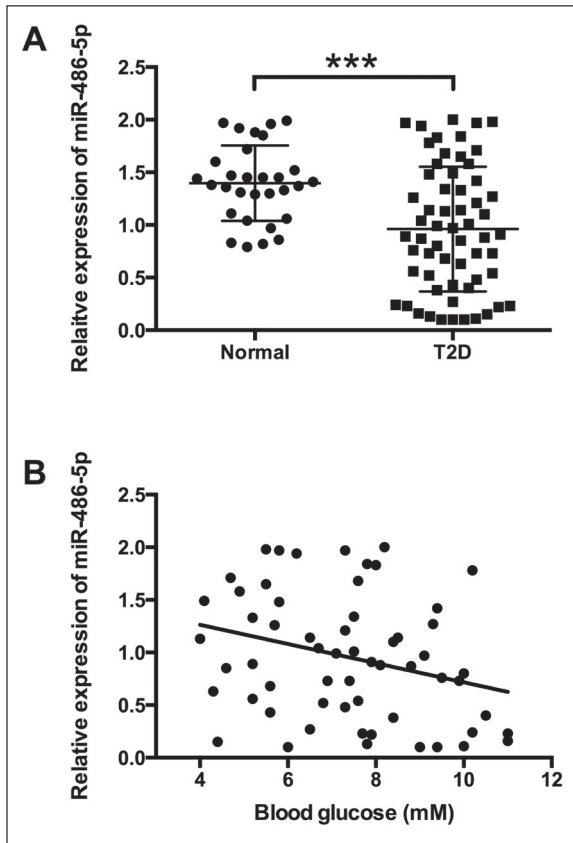 A
Relaitve expression of miR-486-5p
2.5
2.0
1.5
1.0
0.5
0.0
***
Normal
T2D
B
Relative expression of miR-486-5p
2.5
2.0
1.5
1.0
0.5
0.0
4
6
8
10
12
Blood glucose (mM)